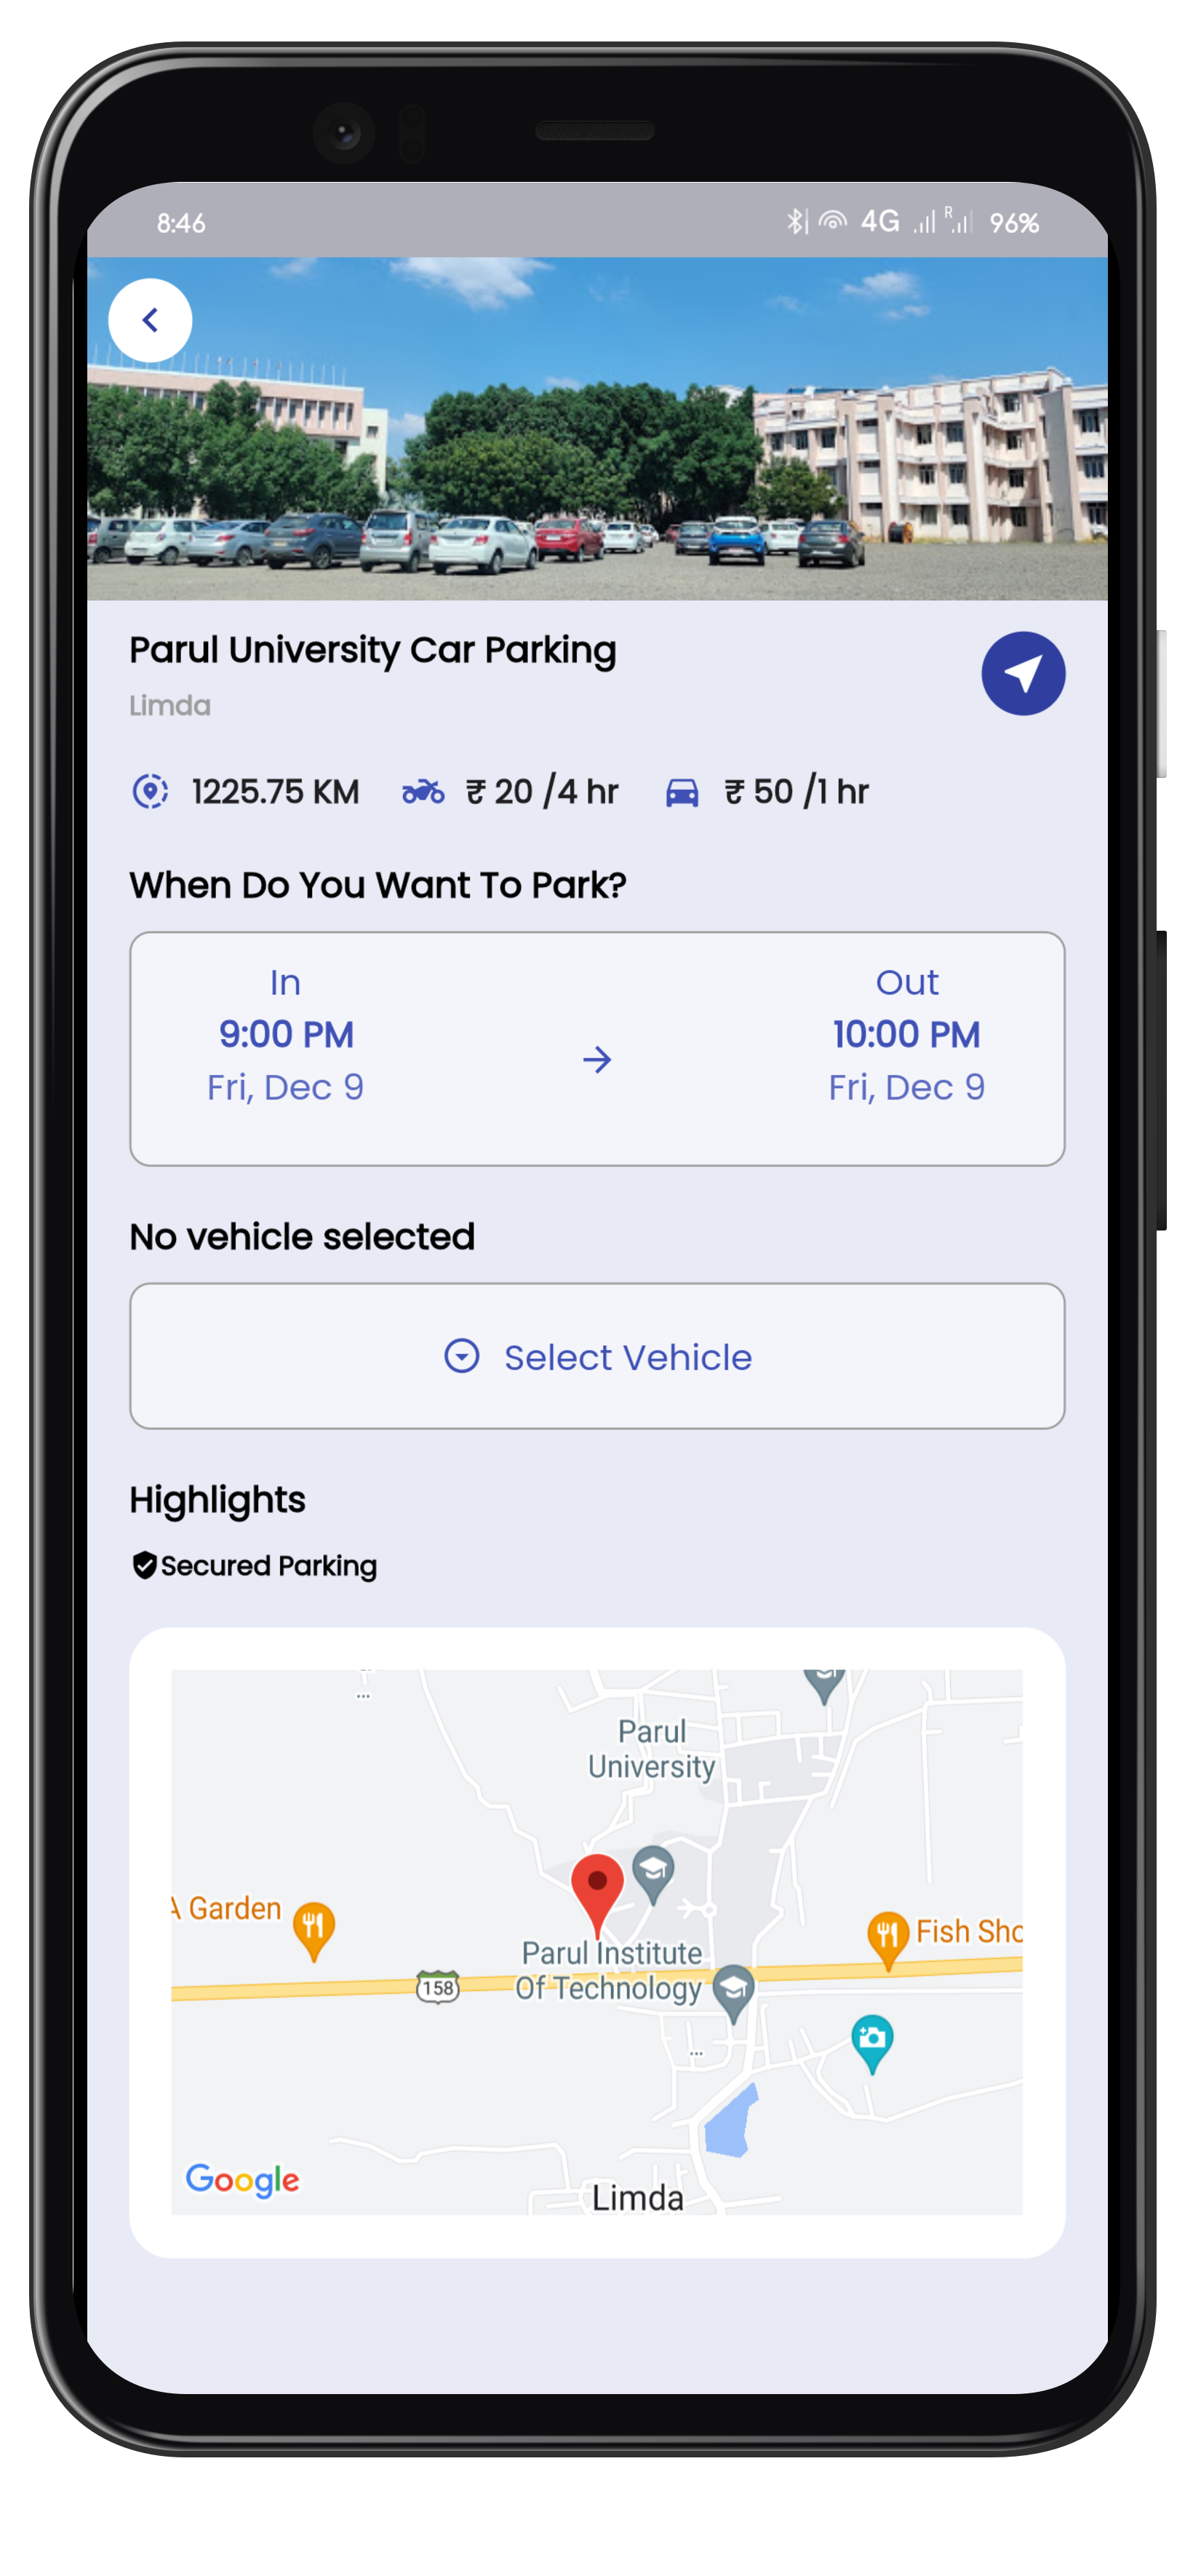 8:46 4G R 96%
Parul University Car Parking
Limda
1225.75 KM ₹ 20 /4 hr ₹ 50 /1 hr
When Do You Want To Park?
In Out
9:00 PM 10:00 PM
Fri, Dec 9 Fri, Dec 9
No vehicle selected
Select Vehicle
Highlights
Secured Parking
...
Parul
University
A Garden
Fish Sho
Parul Institute
Of Technology
158
...
Google
Limda